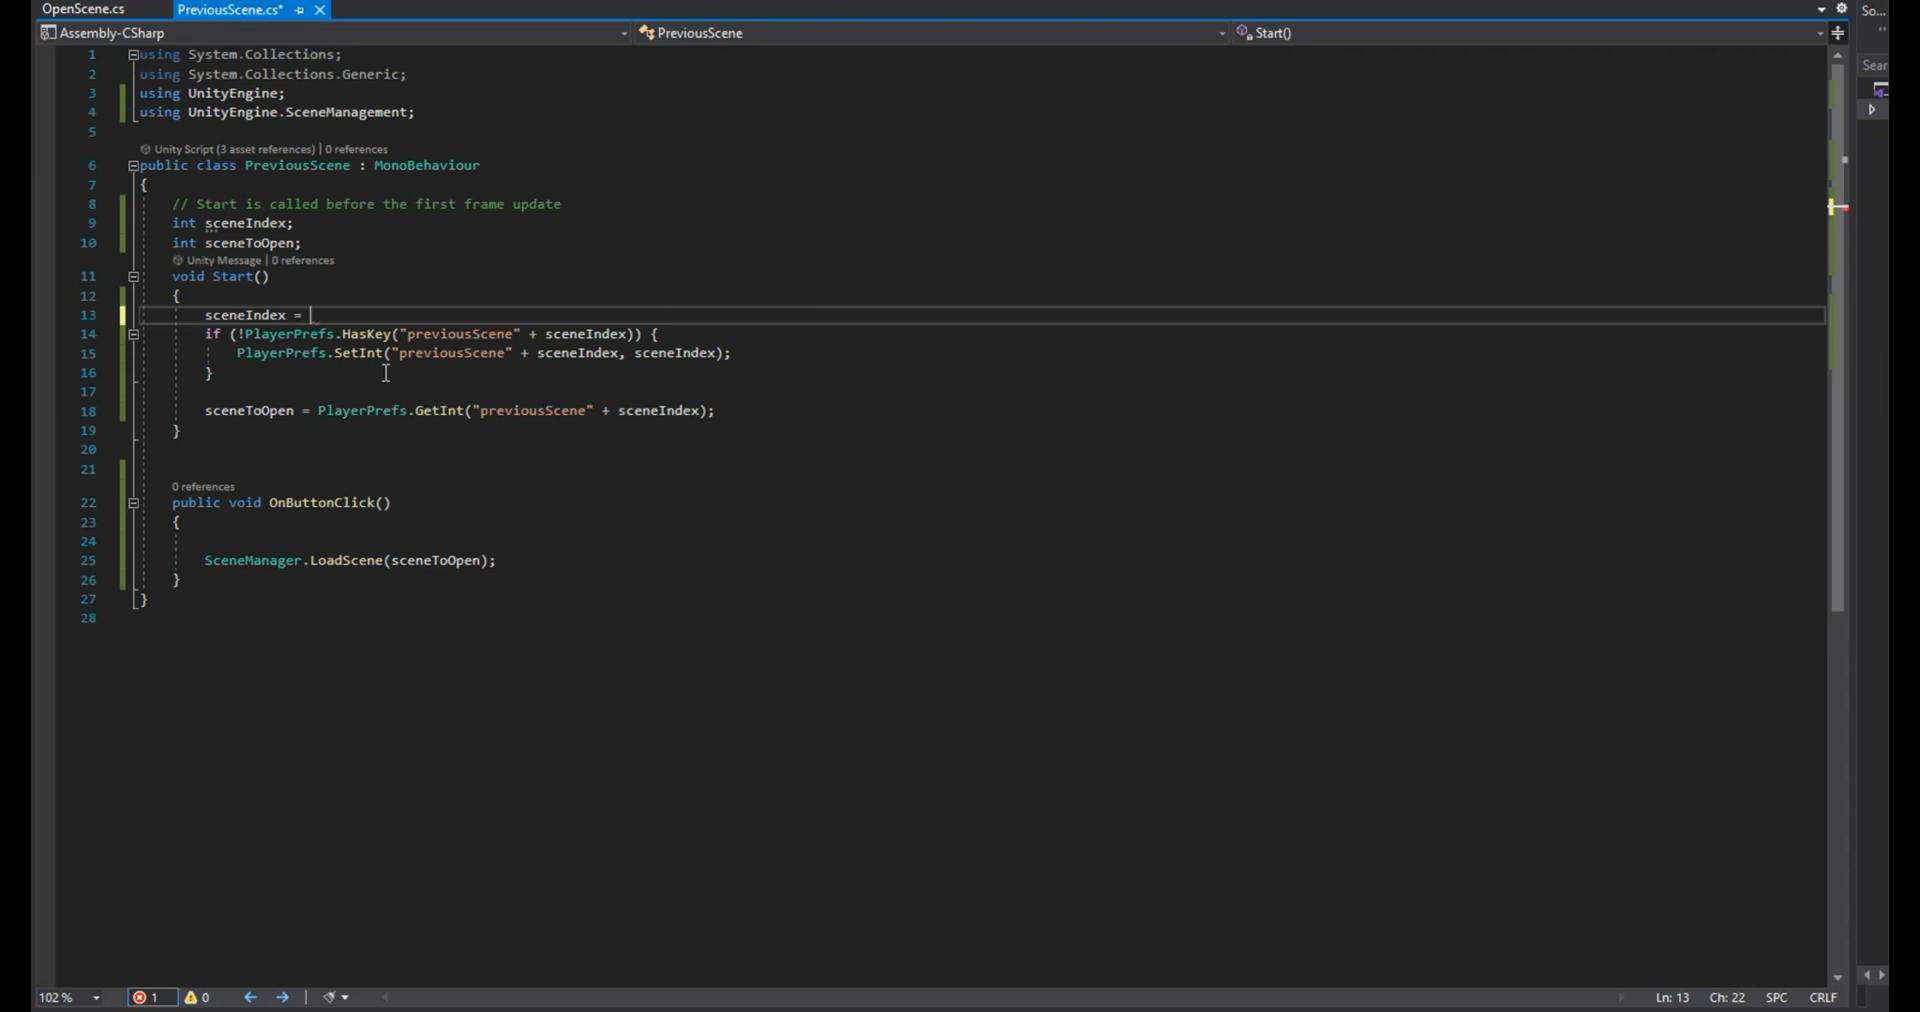 OpenScene.cs PreviousScene.cs* So...
Assembly-CSharp PreviousScene Start()
Sear
1 using System.Collections;
2 using System.Collections.Generic;
3 using UnityEngine;
4 using UnityEngine.SceneManagement;
5
Unity Script (3 asset references) | 0 references
6 public class PreviousScene : MonoBehaviour
7 {
8 // Start is called before the first frame update
9 int sceneIndex;
10 int sceneToOpen;
Unity Message | 0 references
11 void Start()
12 {
13 sceneIndex =
14 if (!PlayerPrefs.HasKey("previousScene" + sceneIndex)) {
15 PlayerPrefs.SetInt("previousScene" + sceneIndex, sceneIndex);
16 }
17
18 sceneToOpen = PlayerPrefs.GetInt("previousScene" + sceneIndex);
19 }
20
21
0 references
22 public void OnButtonClick()
23 {
24
25 SceneManager.LoadScene(sceneToOpen);
26 }
27 }
28
102 % 1 0 Ln: 13 Ch: 22 SPC CRLF